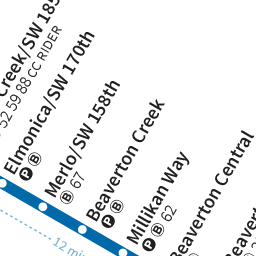 Creek/SW 185
52 59 88 CC RIDER
Elmonica/SW 170th
P B
Merlo/SW 158th
B 67
Beaverton Creek
P B
Millikan Way
P B 62
Beaverton Central
B
12 min